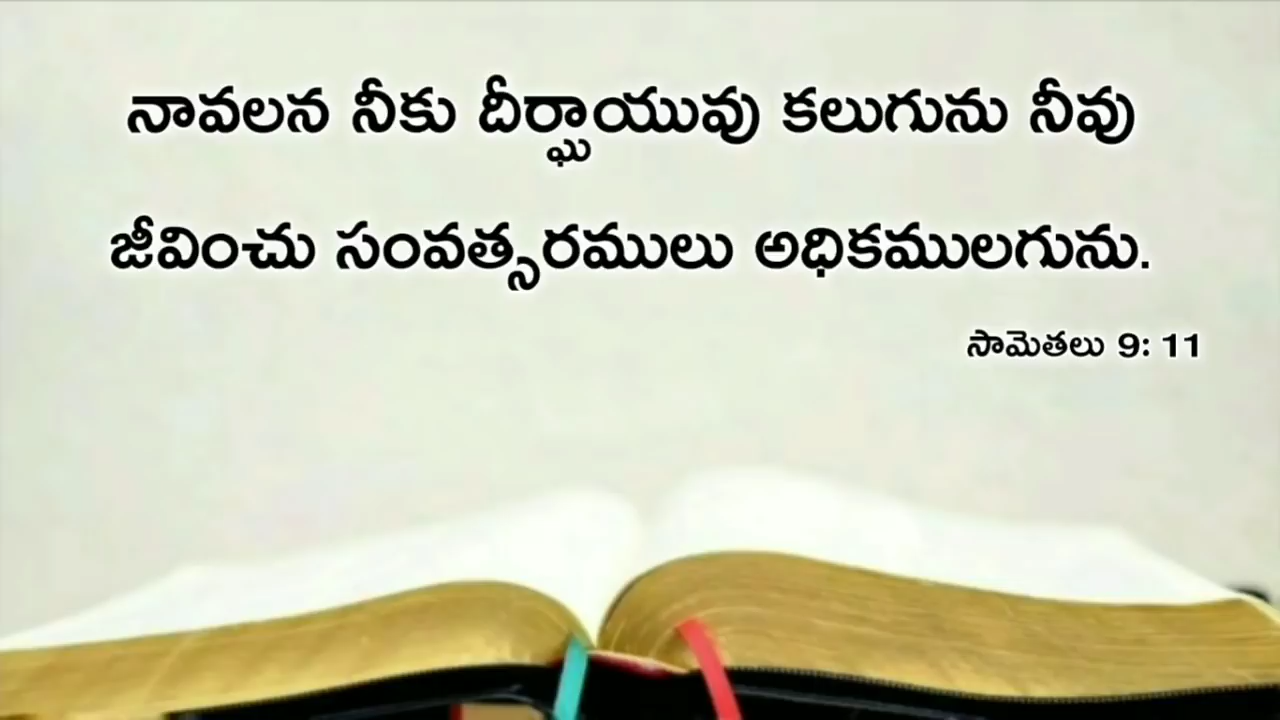 నావలన నీకు దీర్ఘాయువు కలుగును నీవు
జీవించు సంవత్సరములు అధికములగును.
సామెతలు 9: 11